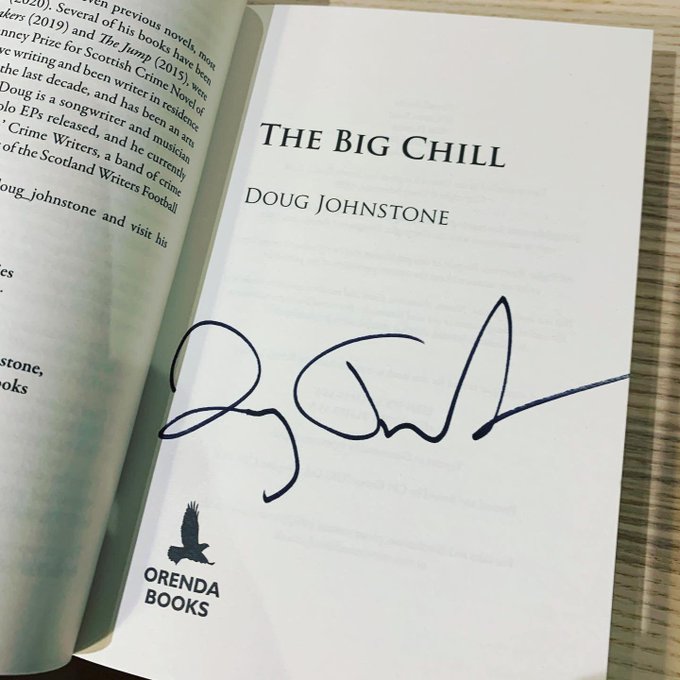 (2020). Several of his books have been
akers (2019) and The Jump (2015), were
nney Prize for Scottish Crime Novel of
ve writing and been writer in residence
the last decade, and has been an arts
Doug is a songwriter and musician
olo EPs released, and he currently
' Crime Writers, a band of crime
of the Scotland Writers Football
doug_johnstone and visit his
es
stone,
oks
THE BIG CHILL
DOUG JOHNSTONE
ORENDA
BOOKS